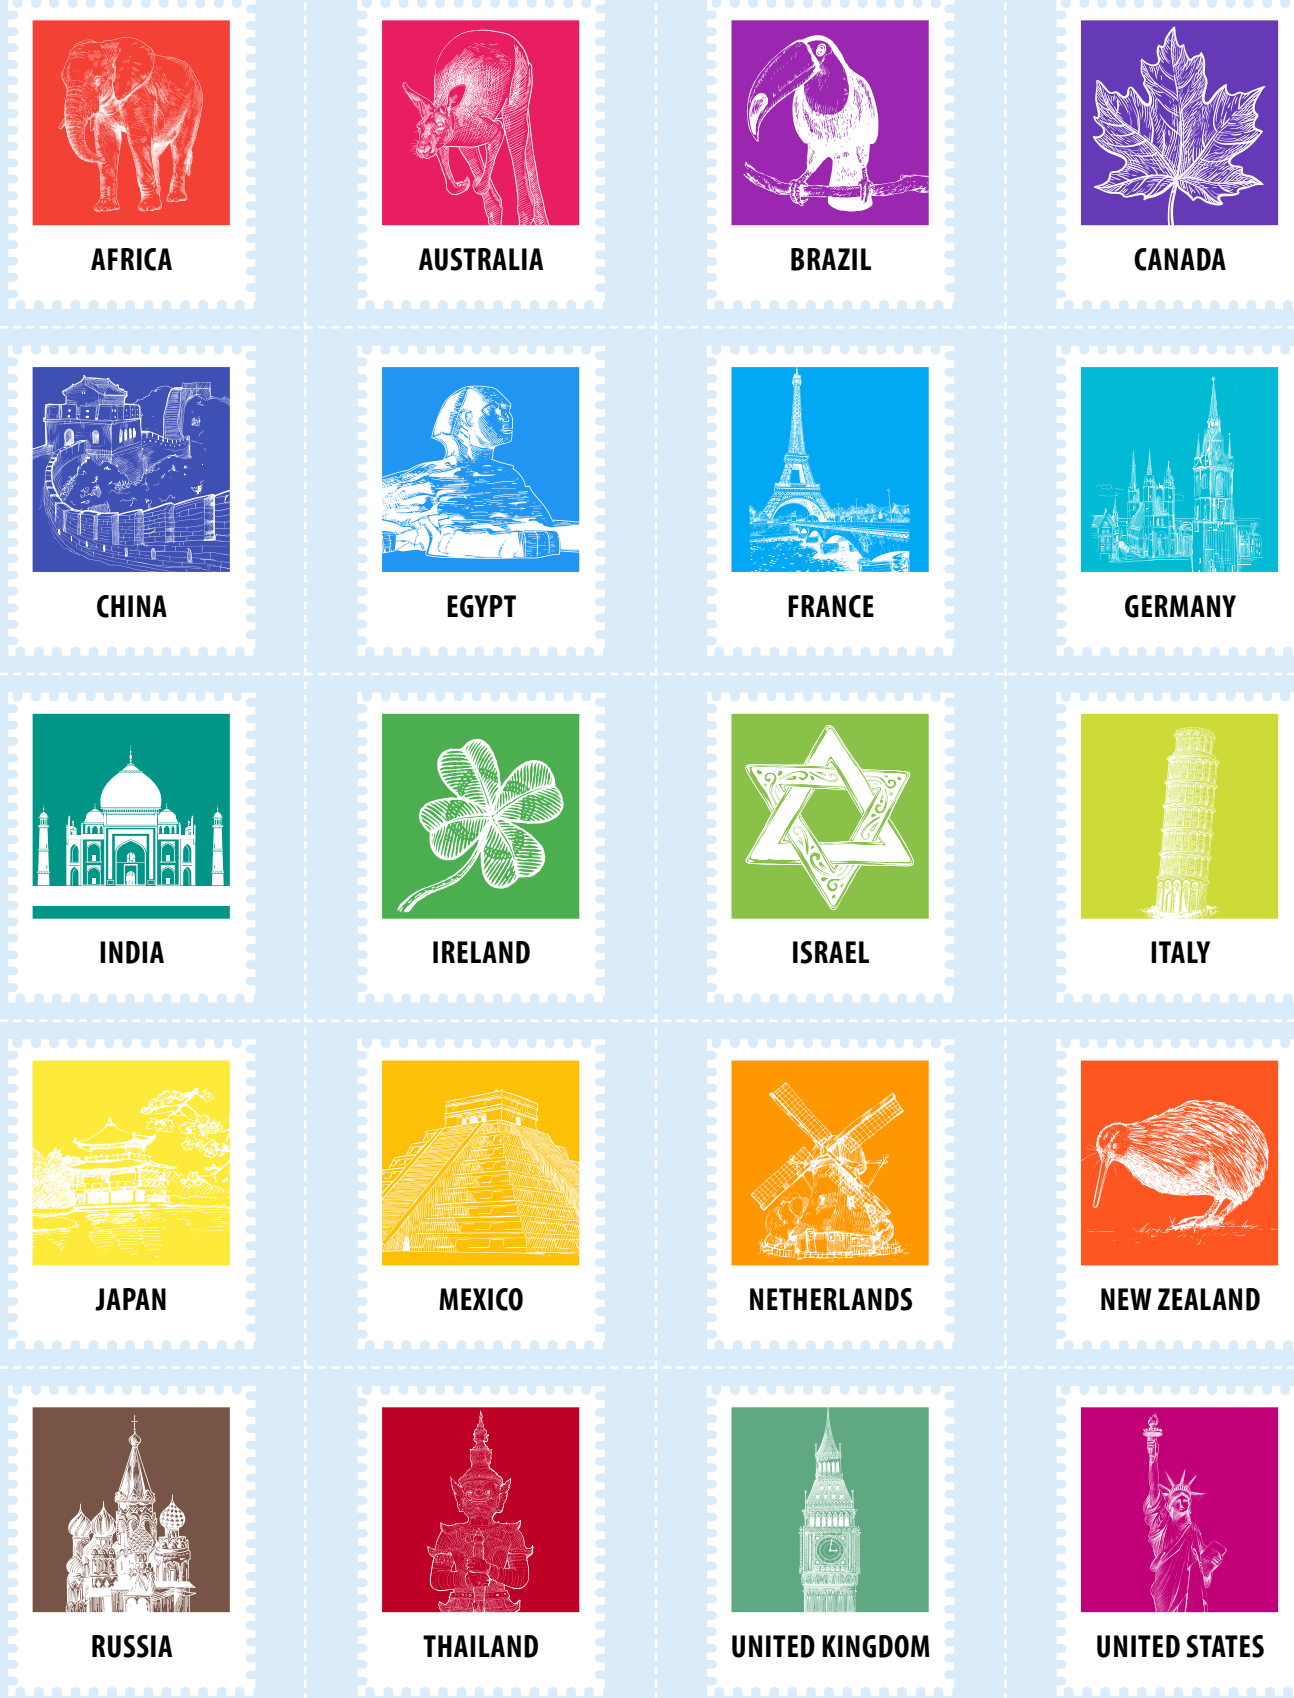 AFRICA
AUSTRALIA
BRAZIL
CANADA
CHINA
EGYPT
FRANCE
GERMANY
INDIA
IRELAND
ISRAEL
ITALY
JAPAN
MEXICO
NETHERLANDS
NEW ZEALAND
RUSSIA
THAILAND
UNITED KINGDOM
UNITED STATES